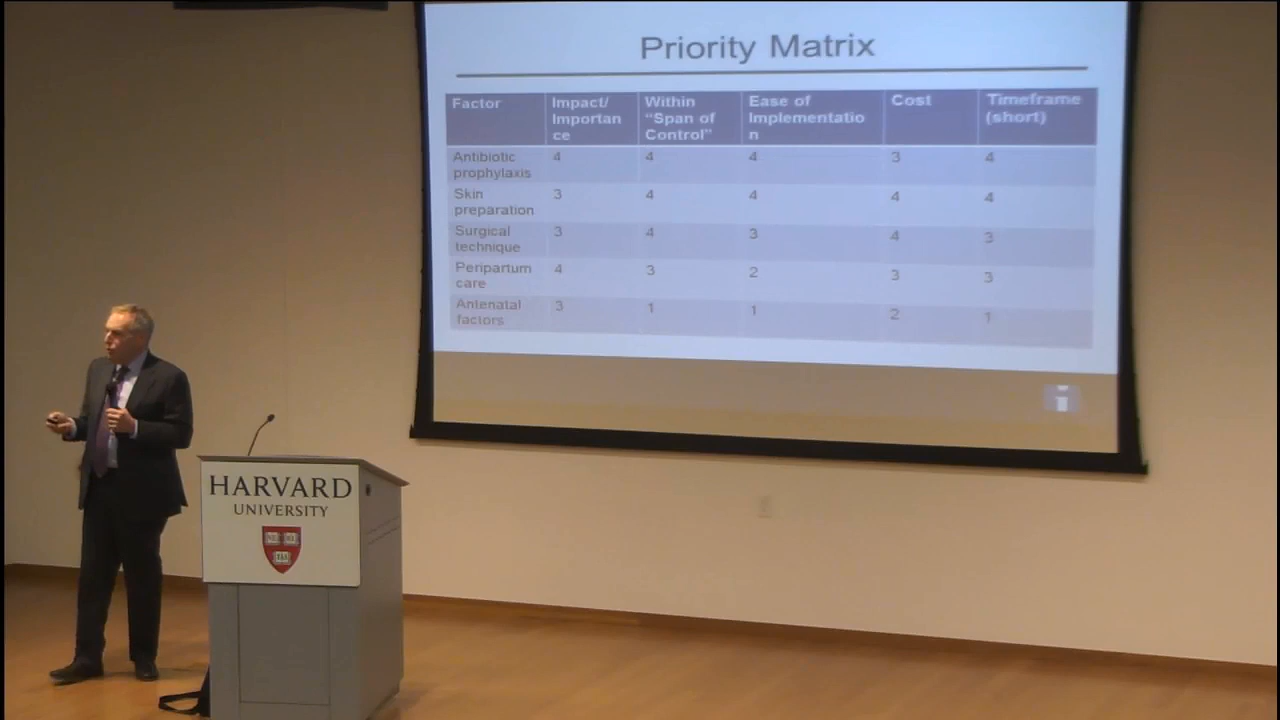 Priority Matrix
Factor
Impact/
Importan
ce
Within
“Span of
Control”
Ease of
Implementatio
n
Cost
Timeframe
(short)
Antibiotic
prophylaxis
4
4
4
3
4
Skin
preparation
3
4
4
4
4
Surgical
technique
3
4
3
4
3
Peripartum
care
4
3
2
3
3
Antenatal
factors
3
1
1
2
1
i
HARVARD
UNIVERSITY